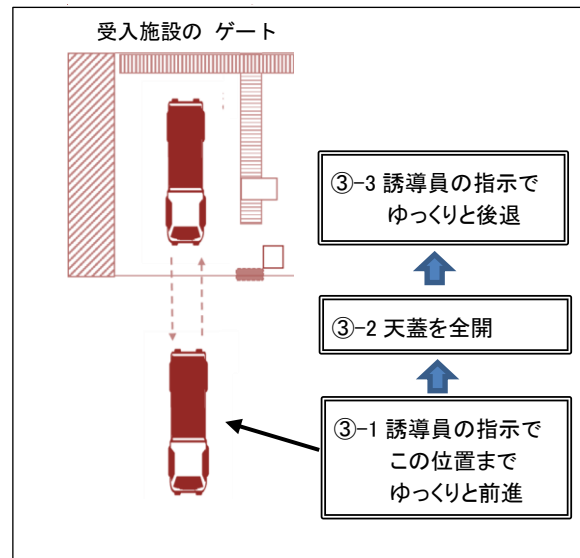 受入施設の ゲート
③-3 誘導員の指示で
ゆっくりと後退
③-2 天蓋を全開
③-1 誘導員の指示で
この位置まで
ゆっくりと前進